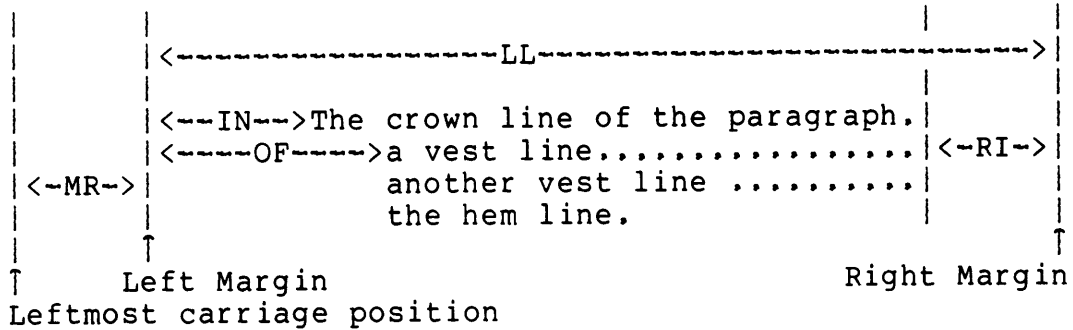 |<-----------------LL-------------------------->|
|<--IN-->The crown line of the paragraph.
|<----OF---->a vest line.................|<-RI->|
|<-MR->| another vest line ..........|
the hem line.
Left Margin Right Margin
Leftmost carriage position